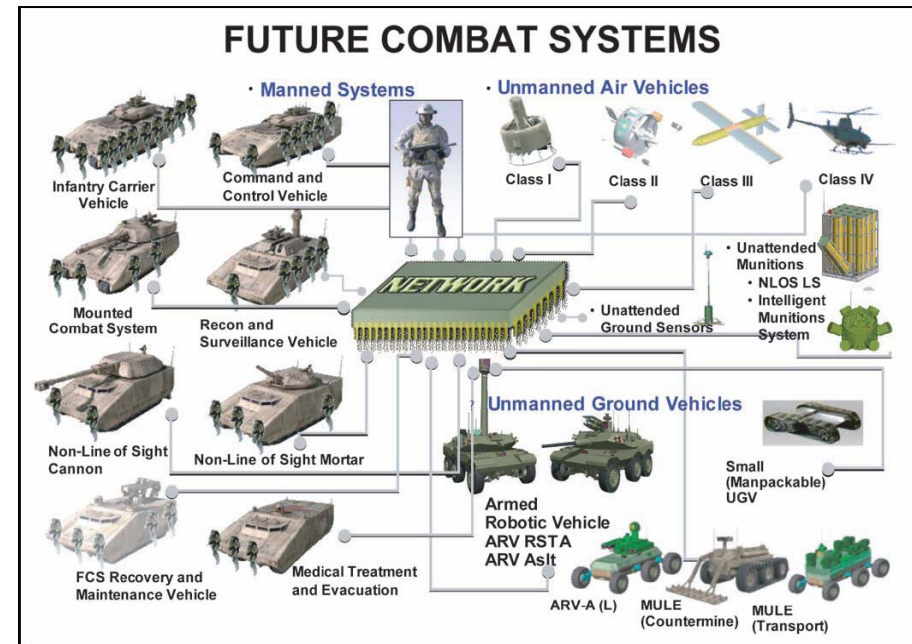 FUTURE COMBAT SYSTEMS
• Manned Systems
• Unmanned Air Vehicles
Infantry Carrier
Vehicle
Command and
Control Vehicle
Class I
Class II
Class III
Class IV
Mounted
Combat System
Recon and
Surveillance Vehicle
NETWORK
• Unattended
Ground Sensors
• Unattended
Munitions
• NLOS LS
• Intelligent
Munitions
System
Non-Line of Sight
Cannon
Non-Line of Sight Mortar
? Unmanned Ground Vehicles
Armed
Robotic Vehicle
ARV RSTA
ARV Aslt
Small
(Manpackable)
UGV
FCS Recovery and
Maintenance Vehicle
Medical Treatment
and Evacuation
ARV-A (L)
MULE
(Countermine)
MULE
(Transport)